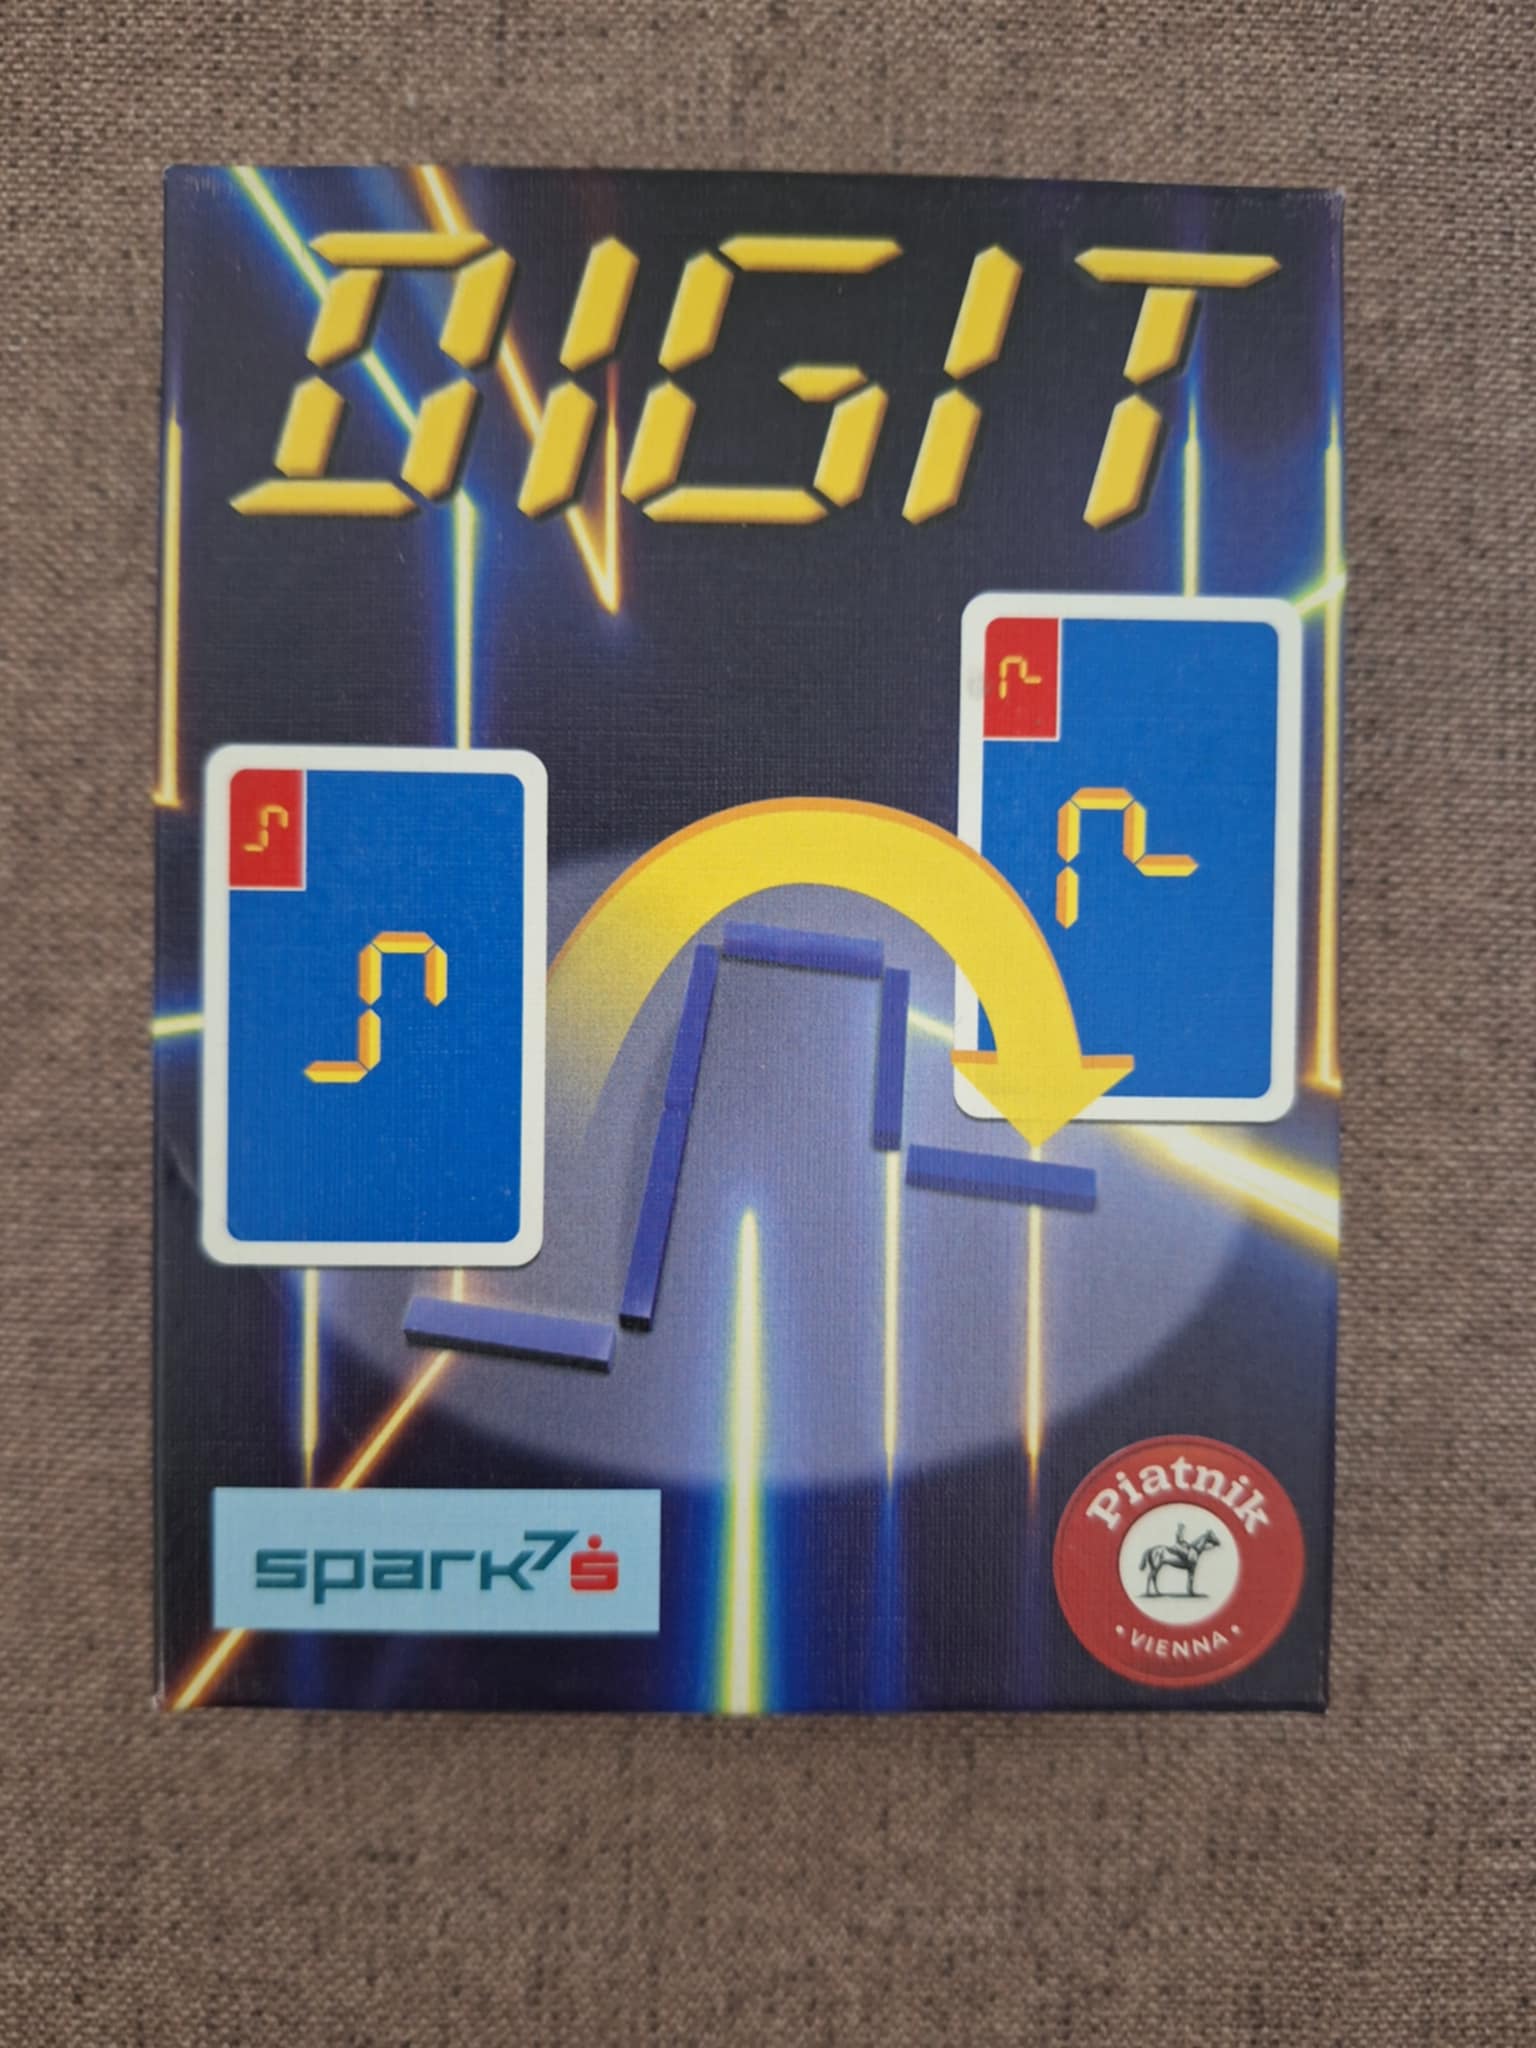 DIGIT
spark7
Piatnik
VIENNA